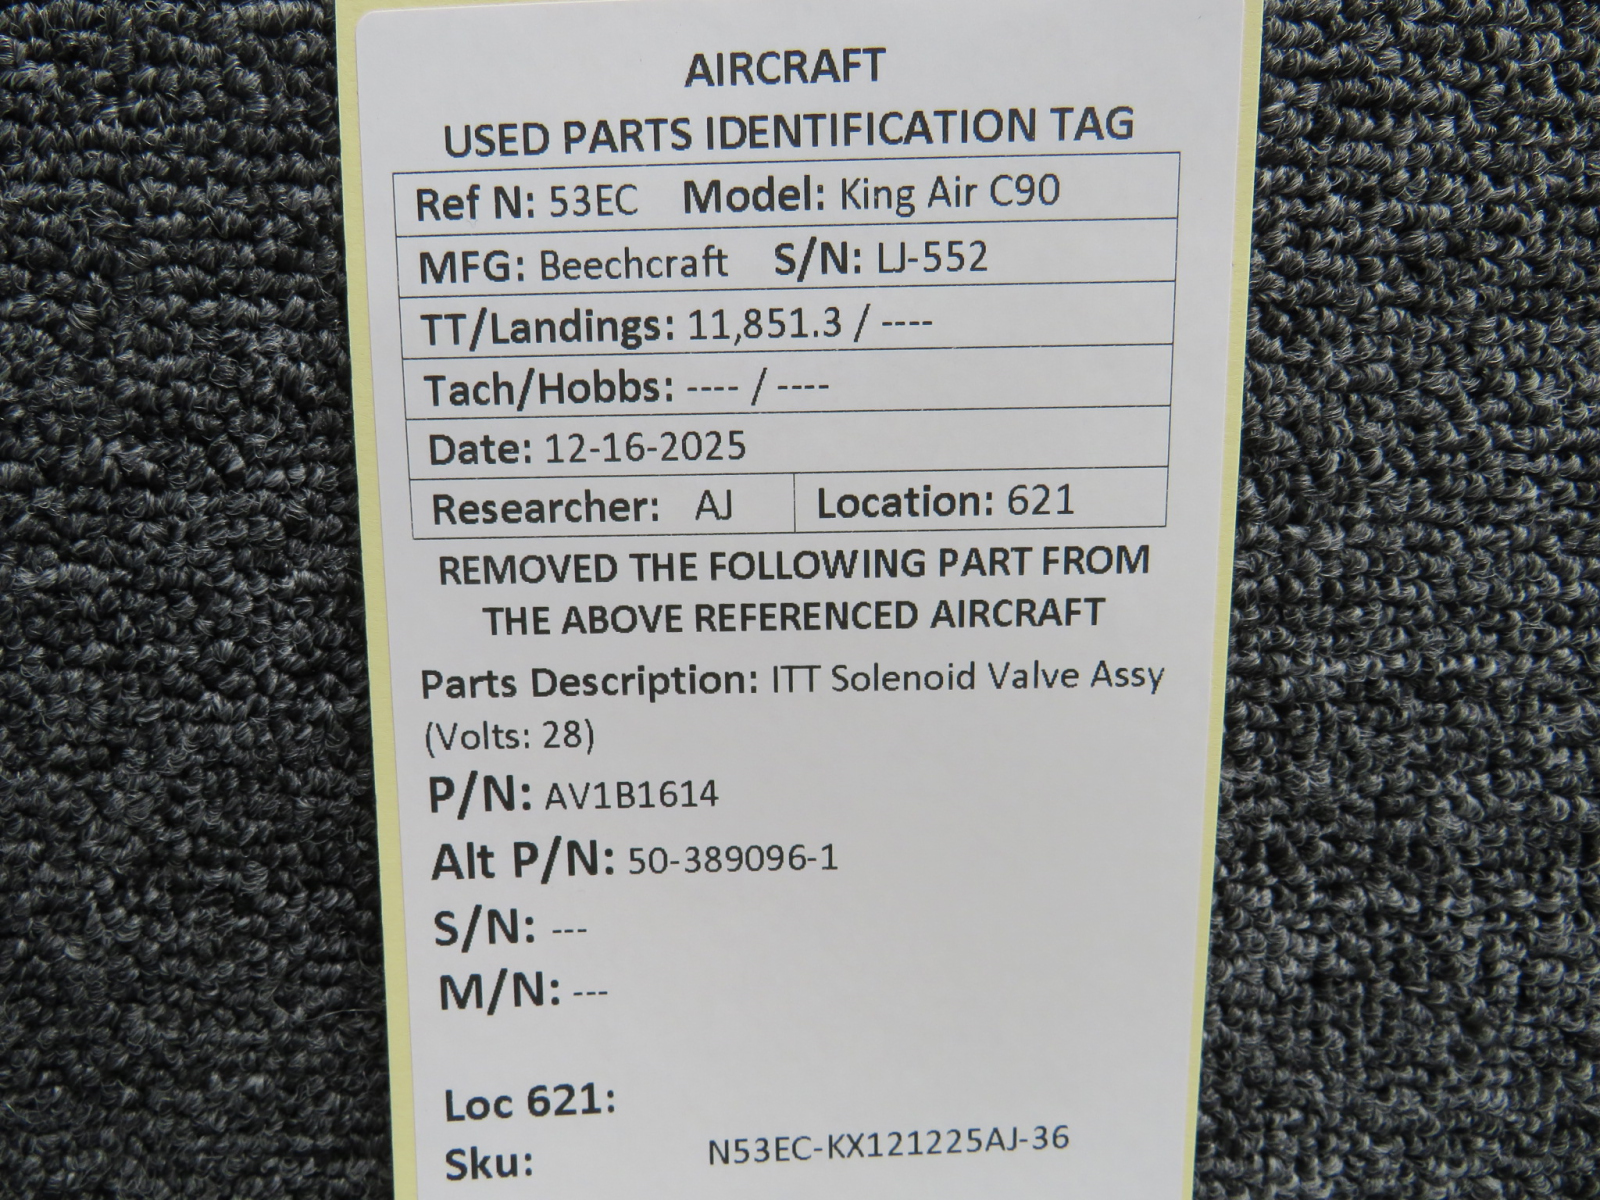 AIRCRAFT
USED PARTS IDENTIFICATION TAG
Ref N: 53EC Model: King Air C90
MFG: Beechcraft S/N: LJ-552
TT/Landings: 11,851.3 / ----
Tach/Hobbs: ---- / ----
Date: 12-16-2025
Researcher: AJ Location: 621
REMOVED THE FOLLOWING PART FROM
THE ABOVE REFERENCED AIRCRAFT
Parts Description: ITT Solenoid Valve Assy
(Volts: 28)
P/N: AV1B1614
Alt P/N: 50-389096-1
S/N: ---
M/N: ---
Loc 621:
Sku: N53EC-KX121225AJ-36